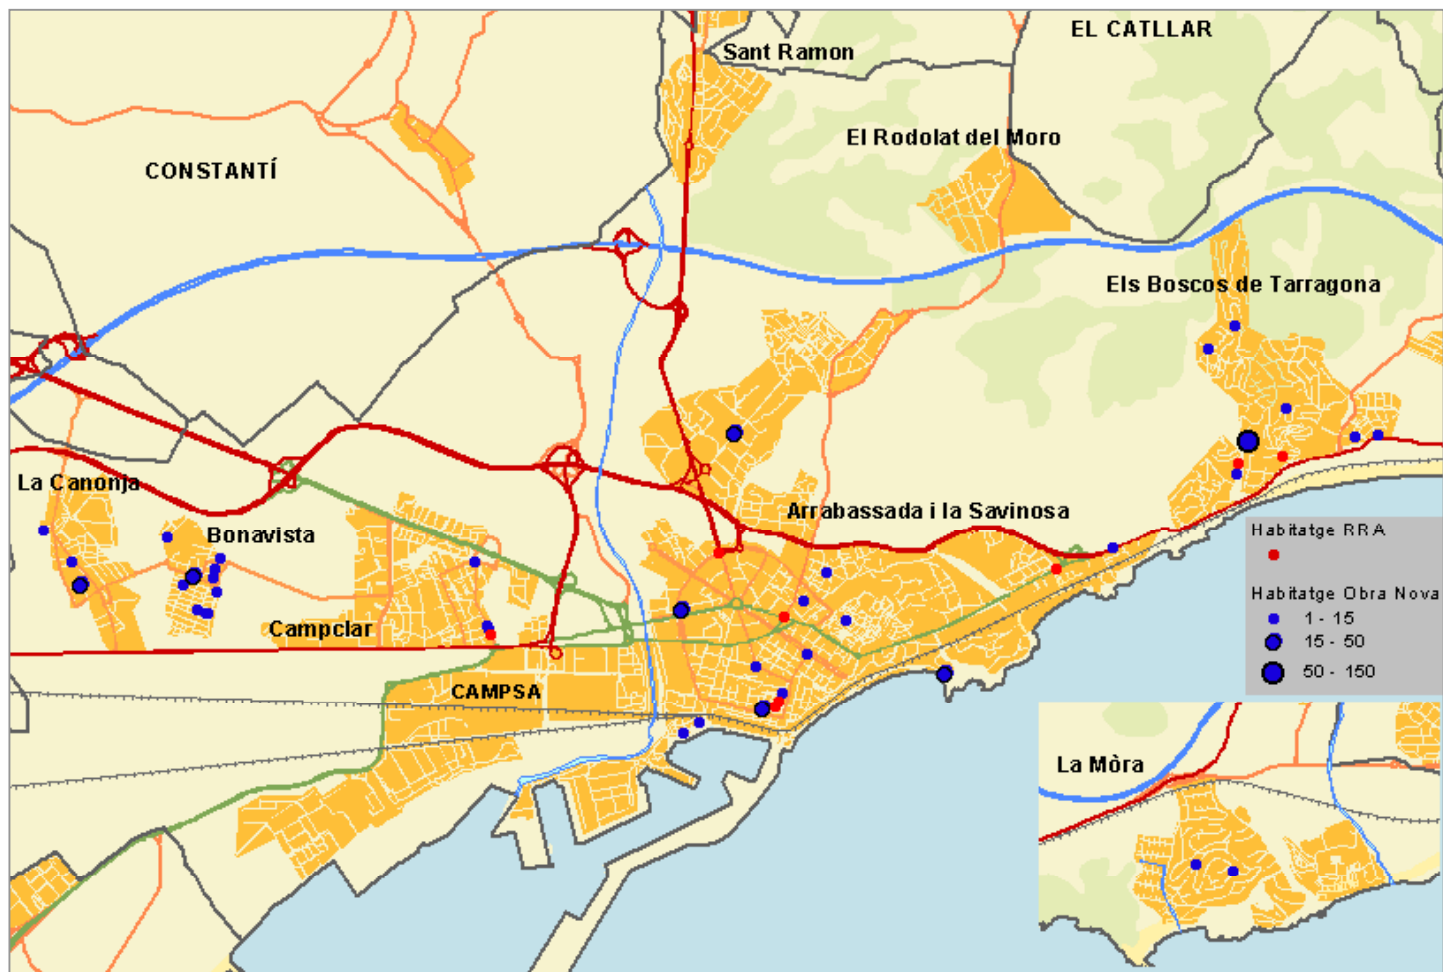 EL CATLLAR
Sant Ramon
El Rodolat del Moro
CONSTANTÍ
Els Boscos de Tarragona
La Canonja
Bonavista
Arrabassada i la Savinosa
Habitatge RRA
Habitatge Obra Nova
1 - 15
15 - 50
50 - 150
Campclar
CAMPSA
La Mòra